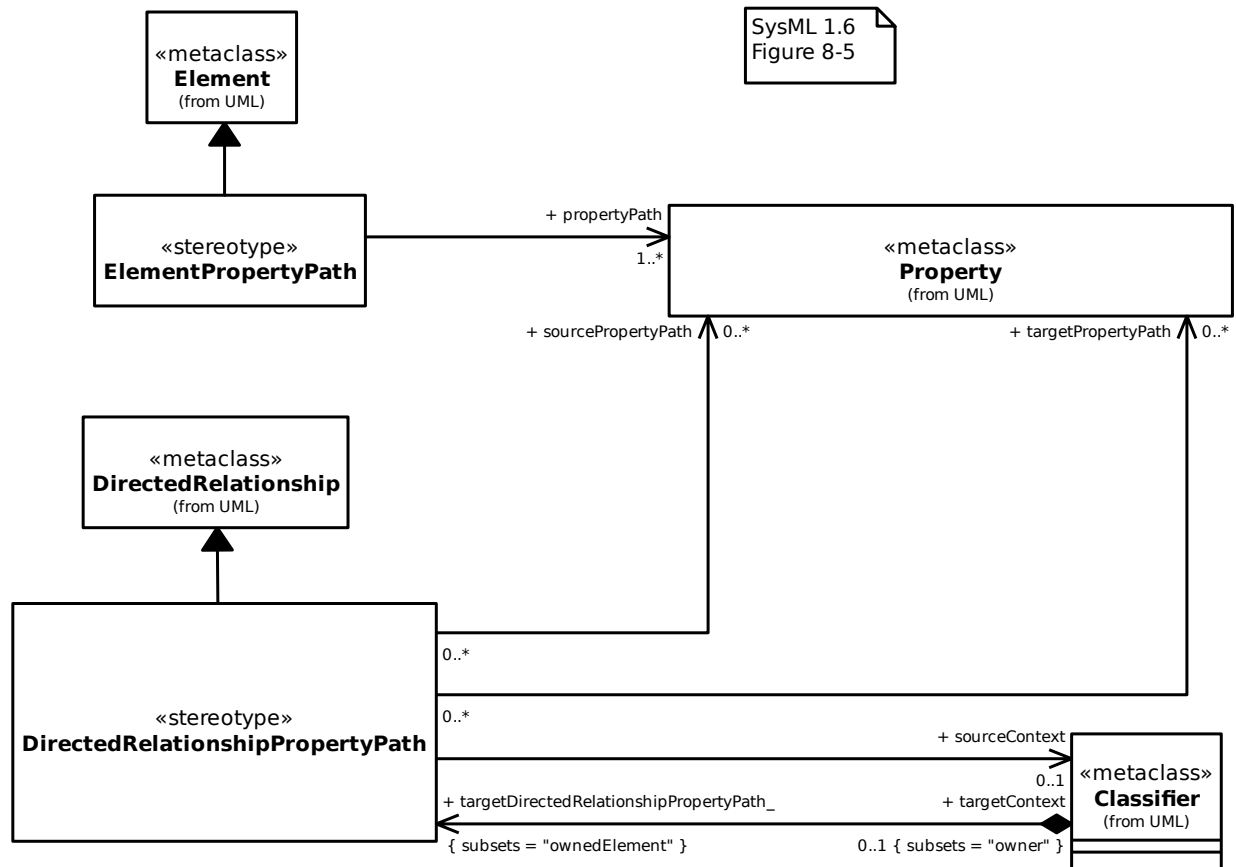 SysML 1.6
Figure 8-5
«metaclass»
Element
(from UML)
«stereotype»
ElementPropertyPath
+ propertyPath
1..*
«metaclass»
Property
(from UML)
+ sourcePropertyPath
0..*
+ targetPropertyPath
0..*
«metaclass»
DirectedRelationship
(from UML)
«stereotype»
DirectedRelationshipPropertyPath
0..*
0..*
+ sourceContext
0..1
+ targetDirectedRelationshipPropertyPath_
{ subsets = "ownedElement" }
+ targetContext
0..1 { subsets = "owner" }
«metaclass»
Classifier
(from UML)